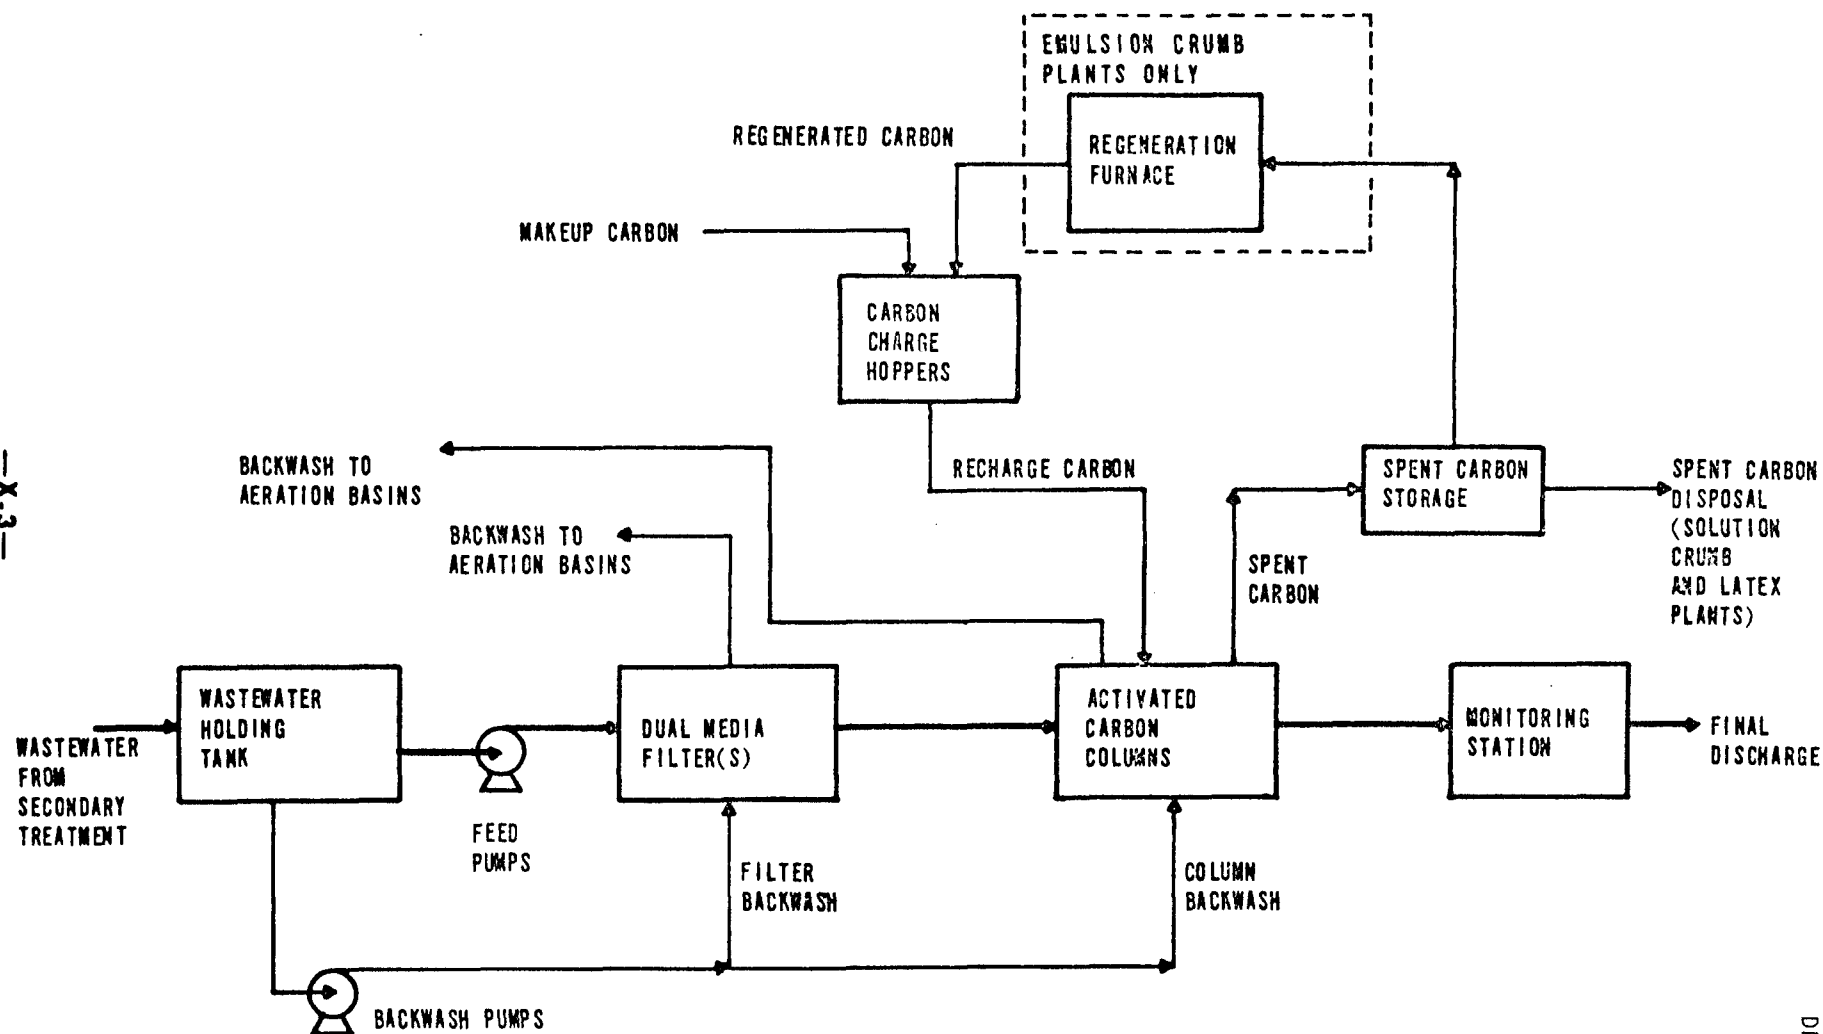 EMULSION CRUMB
PLANTS ONLY
REGENERATION
FURNACE
REGENERATED CARBON
MAKEUP CARBON
CARBON
CHARGE
HOPPERS
BACKWASH TO
AERATION BASINS
RECHARGE CARBON
SPENT CARBON
STORAGE
SPENT CARBON
DISPOSAL
(SOLUTION
CRUMB
AND LATEX
PLANTS)
BACKWASH TO
AERATION BASINS
SPENT
CARBON
WASTEWATER
FROM
SECONDARY
TREATMENT
WASTEWATER
HOLDING
TANK
FEED
PUMPS
DUAL MEDIA
FILTER(S)
ACTIVATED
CARBON
COLUMNS
MONITORING
STATION
FINAL
DISCHARGE
FILTER
BACKWASH
COLUMN
BACKWASH
BACKWASH PUMPS
—X-3—